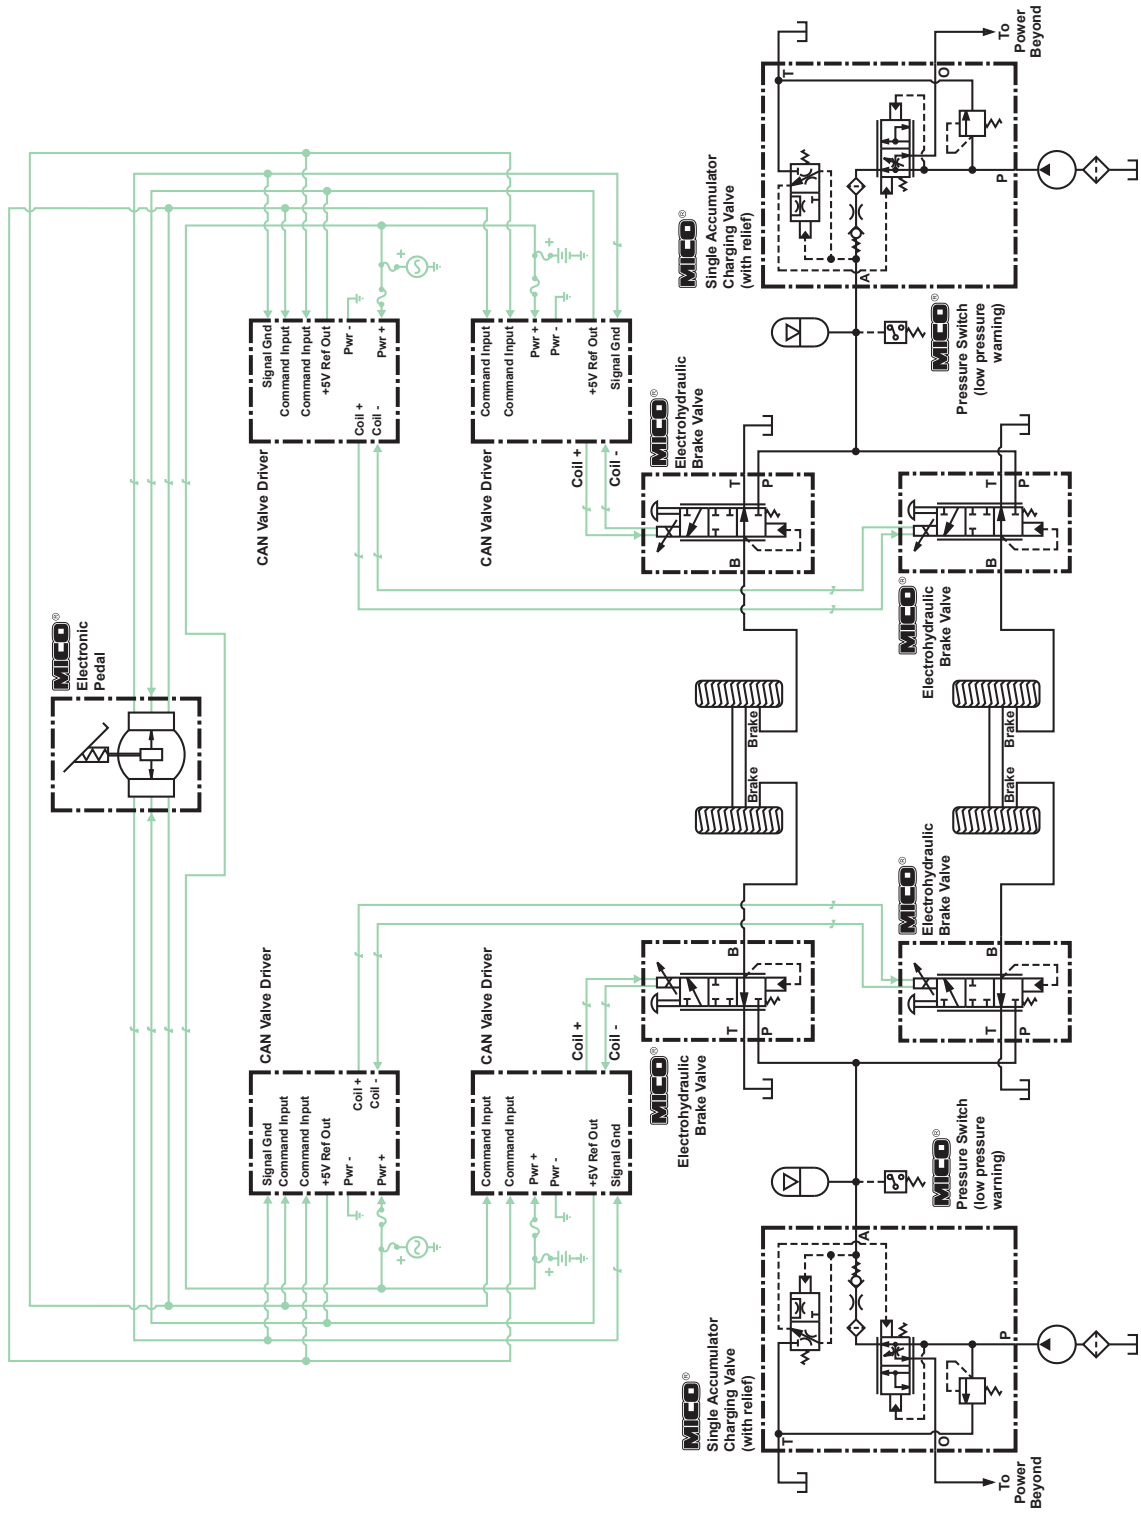 MICO®
Electronic
Pedal
CAN Valve Driver
Signal Gnd
Command Input
Command Input
+5V Ref Out
Pwr -
Pwr +
Coil +
Coil -
CAN Valve Driver
Command Input
Command Input
Pwr +
Pwr -
+5V Ref Out
Signal Gnd
Coil +
Coil -
CAN Valve Driver
Signal Gnd
Command Input
Command Input
+5V Ref Out
Pwr -
Pwr +
Coil +
Coil -
CAN Valve Driver
Command Input
Command Input
Pwr +
Pwr -
+5V Ref Out
Signal Gnd
Coil +
Coil -
+
+
+
+
MICO®
Electrohydraulic
Brake Valve
T
P
B
MICO®
Electrohydraulic
Brake Valve
B
T
P
Brake
Brake
MICO®
Electrohydraulic
Brake Valve
B
T
P
MICO®
Electrohydraulic
Brake Valve
T
P
B
Brake
Brake
MICO®
Single Accumulator
Charging Valve
(with relief)
T
A
O
P
To
Power
Beyond
MICO®
Pressure Switch
(low pressure
warning)
MICO®
Single Accumulator
Charging Valve
(with relief)
T
A
O
P
To
Power
Beyond
MICO®
Pressure Switch
(low pressure
warning)